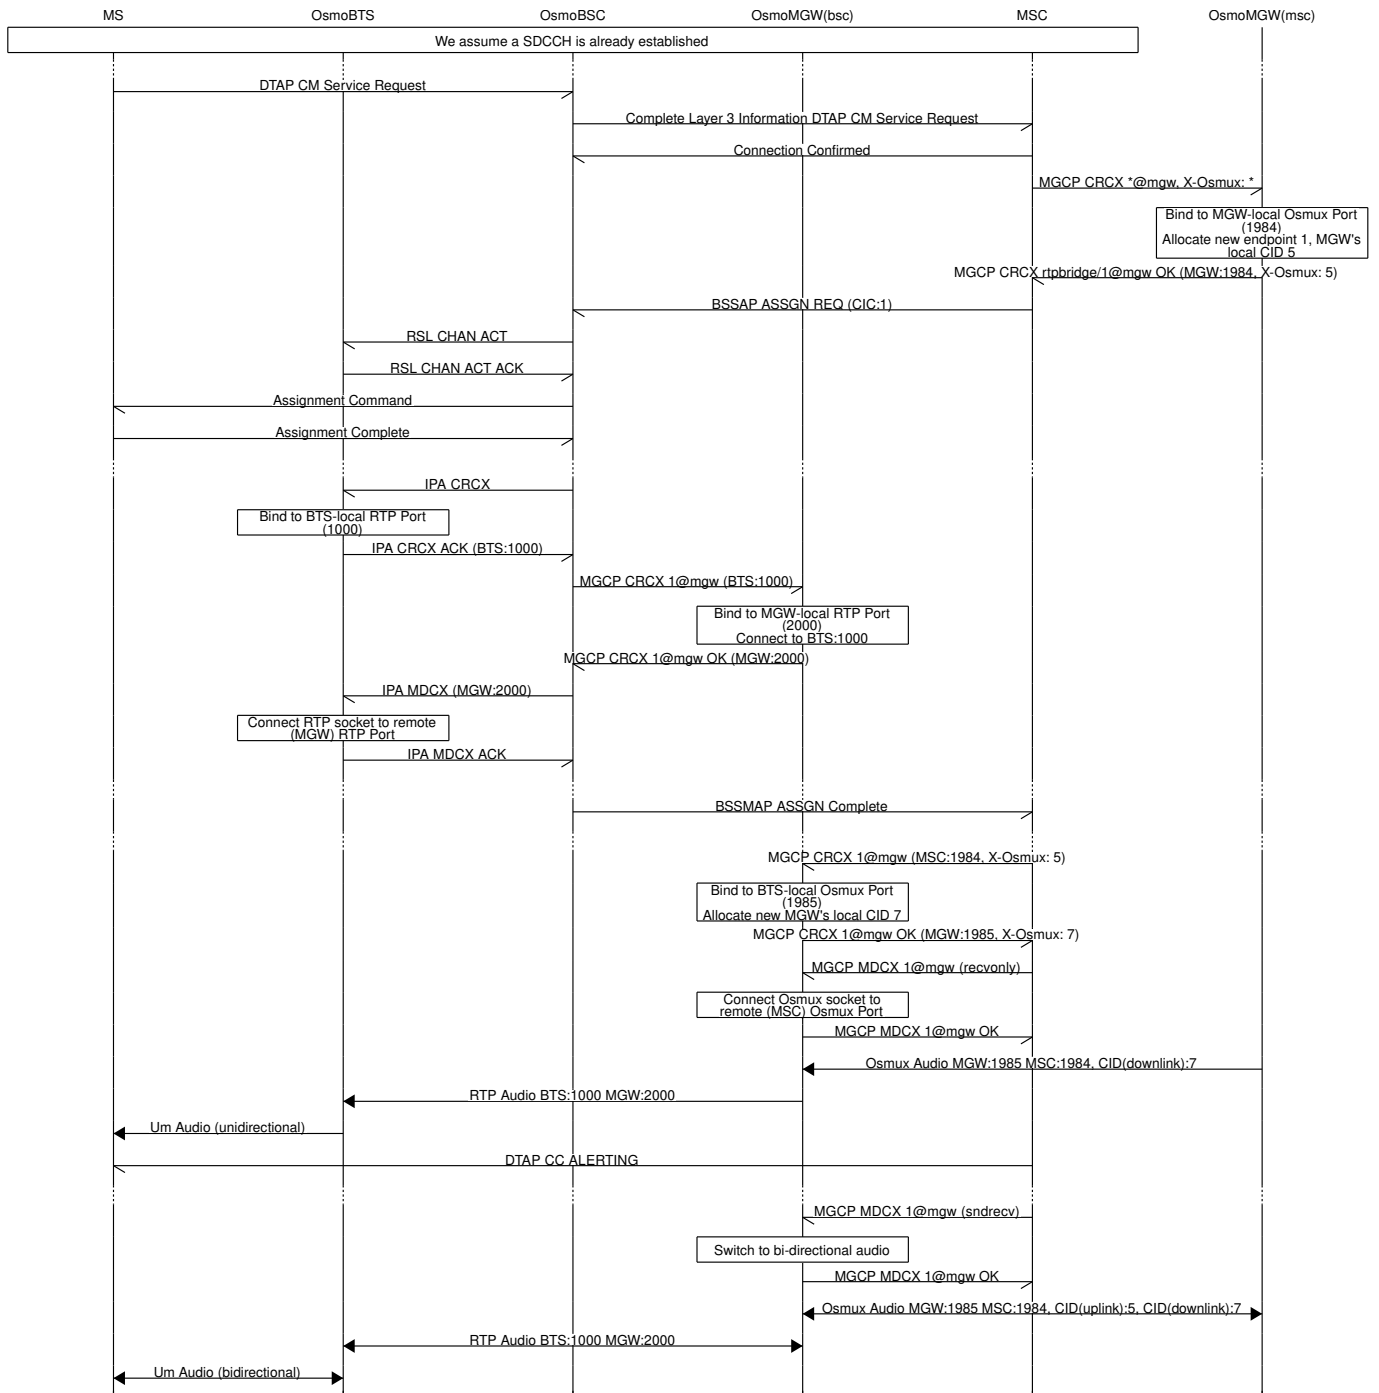 MS OsmoBTS OsmoBSC OsmoMGW(bsc) MSC OsmoMGW(msc)
We assume a SDCCH is already established
DTAP CM Service Request
Complete Layer 3 Information DTAP CM Service Request
Connection Confirmed
MGCP CRCX *@mgw, X-Osmux: *
Bind to MGW-local Osmux Port
(1984)
Allocate new endpoint 1, MGW's
local CID 5
MGCP CRCX rtpbridge/1@mgw OK (MGW:1984, X-Osmux: 5)
BSSAP ASSGN REQ (CIC:1)
RSL CHAN ACT
RSL CHAN ACT ACK
Assignment Command
Assignment Complete
IPA CRCX
Bind to BTS-local RTP Port
(1000)
IPA CRCX ACK (BTS:1000)
MGCP CRCX 1@mgw (BTS:1000)
Bind to MGW-local RTP Port
(2000)
Connect to BTS:1000
MGCP CRCX 1@mgw OK (MGW:2000)
IPA MDCX (MGW:2000)
Connect RTP socket to remote
(MGW) RTP Port
IPA MDCX ACK
BSSMAP ASSGN Complete
MGCP CRCX 1@mgw (MSC:1984, X-Osmux: 5)
Bind to BTS-local Osmux Port
(1985)
Allocate new MGW's local CID 7
MGCP CRCX 1@mgw OK (MGW:1985, X-Osmux: 7)
MGCP MDCX 1@mgw (recvonly)
Connect Osmux socket to
remote (MSC) Osmux Port
MGCP MDCX 1@mgw OK
Osmux Audio MGW:1985 MSC:1984, CID(downlink):7
RTP Audio BTS:1000 MGW:2000
Um Audio (unidirectional)
DTAP CC ALERTING
MGCP MDCX 1@mgw (sndrecv)
Switch to bi-directional audio
MGCP MDCX 1@mgw OK
Osmux Audio MGW:1985 MSC:1984, CID(uplink):5, CID(downlink):7
RTP Audio BTS:1000 MGW:2000
Um Audio (bidirectional)